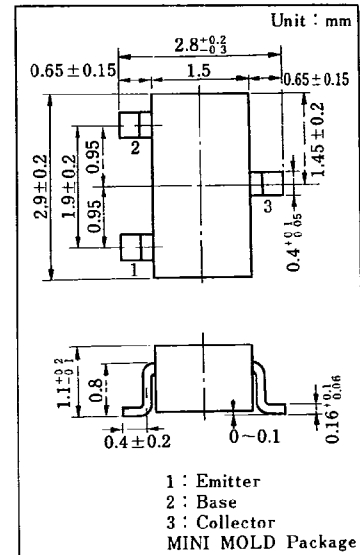 Unit : mm
2.8 +0.2 −0.3
0.65±0.15
1.5
0.65±0.15
2.9±0.2
1.9±0.2
0.95
0.95
1.45±0.2
0.4 +0.1 −0.05
2
3
1
1.1 +0.2 −0.1
0.8
0.4±0.2
0~0.1
0.16 +0.1 −0.06
1 : Emitter
2 : Base
3 : Collector
MINI MOLD Package